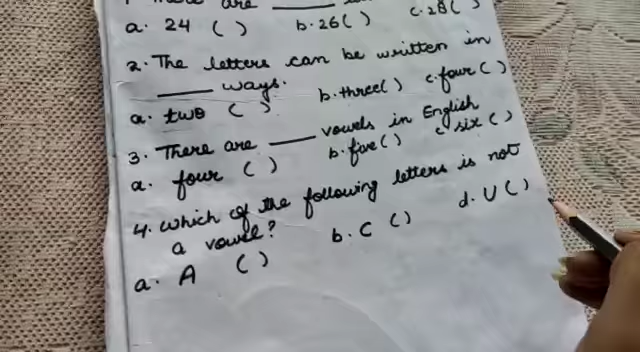 are
a. 24 ( ) b. 26 ( ) c. 28 ( )
2. The letters can be written in
____ ways.
a. two ( ) b. three ( ) c. four ( )
3. There are ____ vowels in English
a. four ( ) b. five ( ) c. six ( )
4. Which of the following letters is not
a vowel?
a. A ( ) b. C ( ) d. U ( )